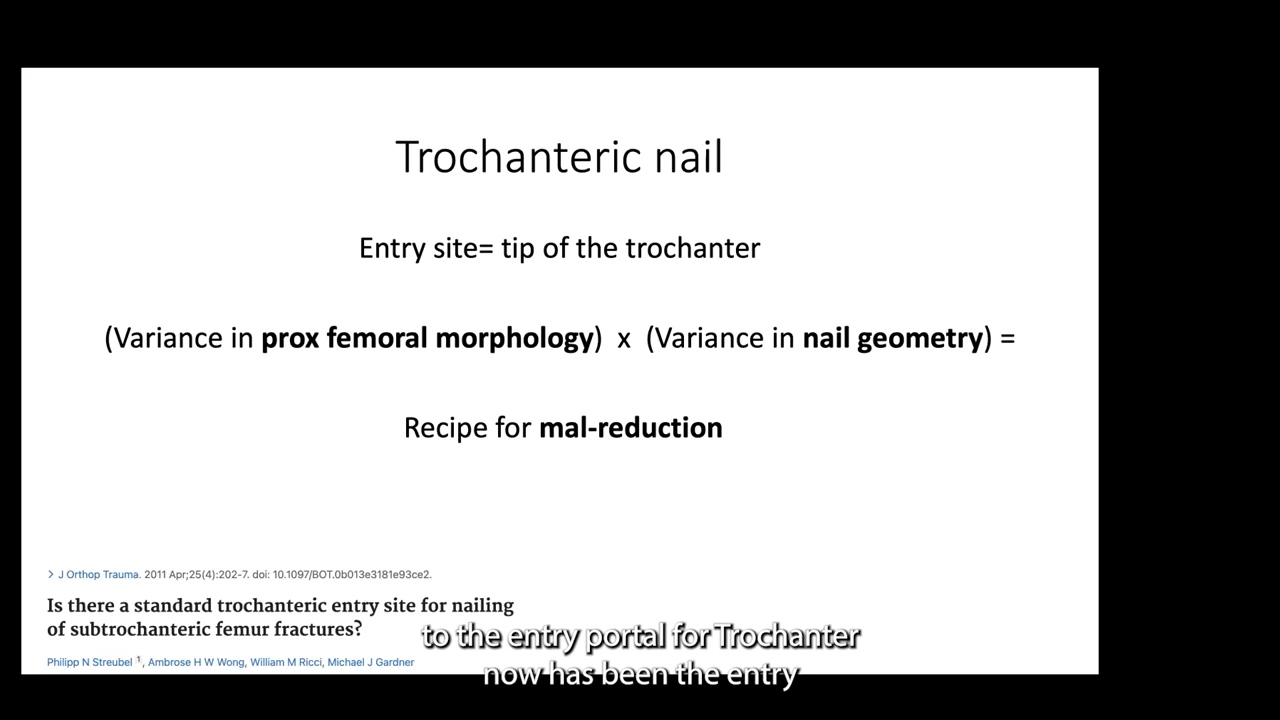 Trochanteric nail
Entry site= tip of the trochanter
(Variance in prox femoral morphology) x (Variance in nail geometry) =
Recipe for mal-reduction
> J Orthop Trauma. 2011 Apr;25(4):202-7. doi: 10.1097/BOT.0b013e3181e93ce2.
Is there a standard trochanteric entry site for nailing
of subtrochanteric femur fractures?
Philipp N Streubel 1, Ambrose H W Wong, William M Ricci, Michael J Gardner
to the entry portal for Trochanter
now has been the entry